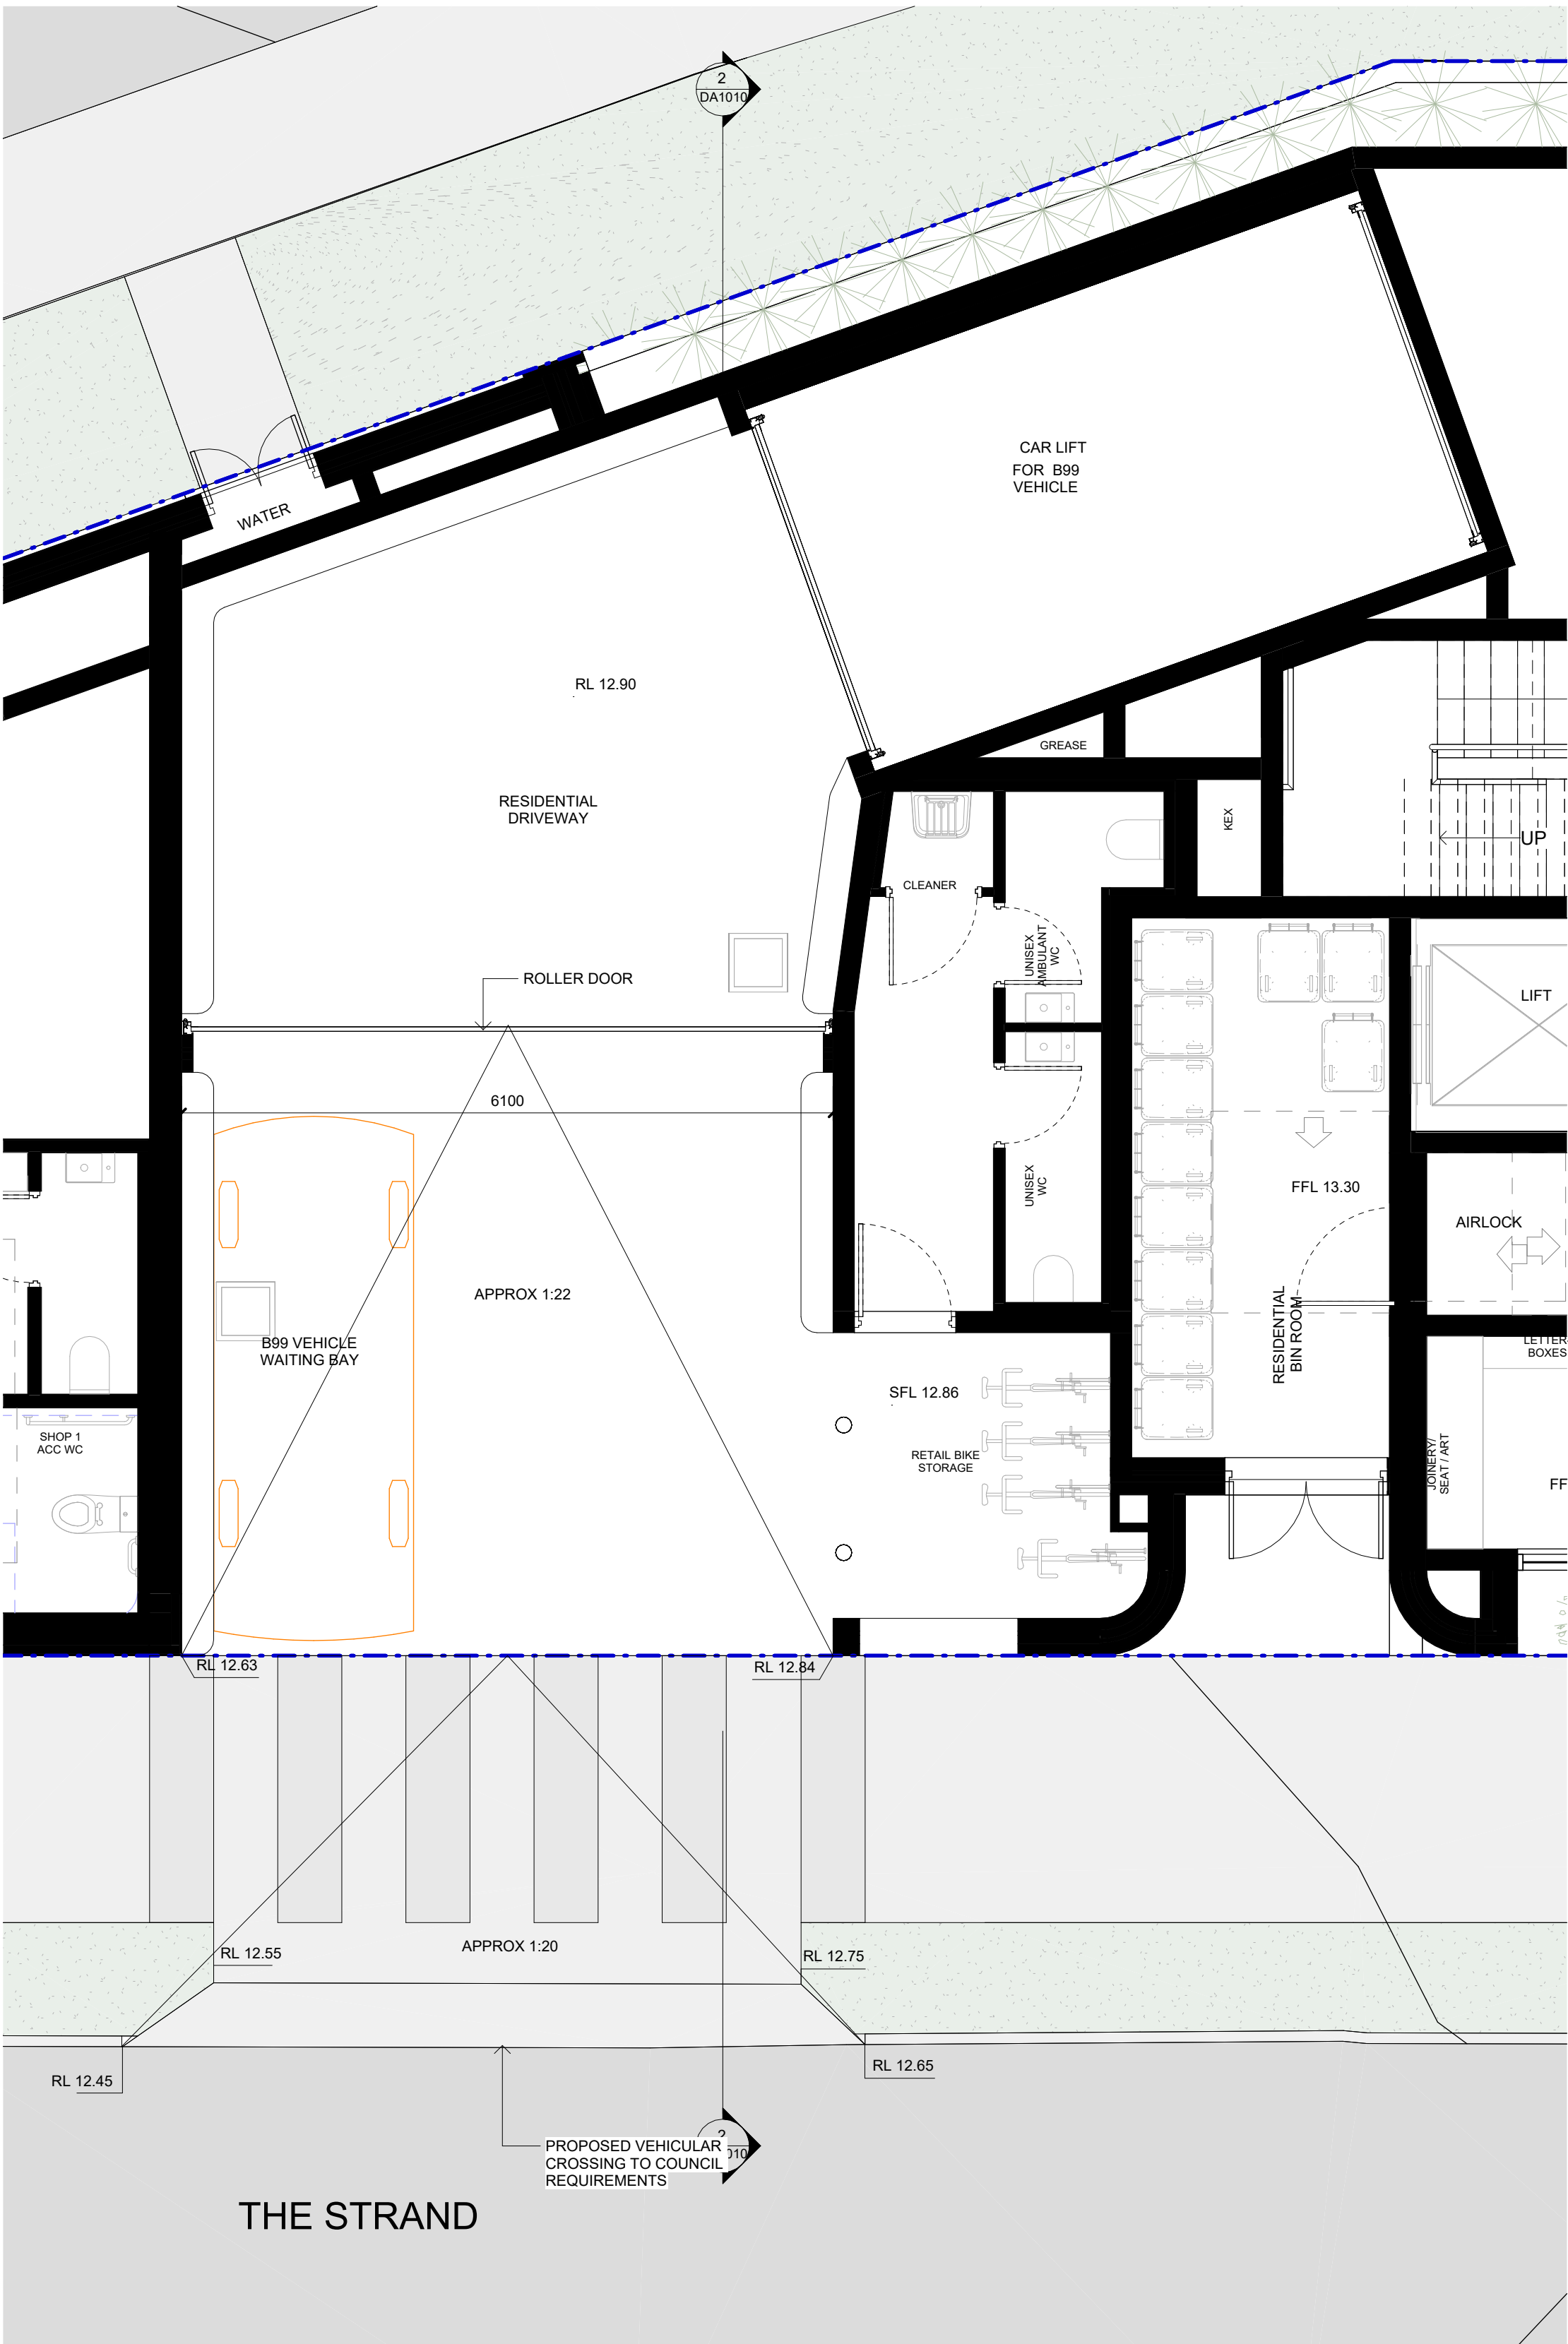 2
DA1010
CAR LIFT
FOR B99
VEHICLE
WATER
RL 12.90
GREASE
RESIDENTIAL
DRIVEWAY
KEX
UP
CLEANER
UNISEX
AMBULANT
WC
ROLLER DOOR
LIFT
6100
UNISEX
WC
FFL 13.30
AIRLOCK
APPROX 1:22
RESIDENTIAL
BIN ROOM
B99 VEHICLE
WAITING BAY
LETTER
BOXES
SFL 12.86
SHOP 1
ACC WC
RETAIL BIKE
STORAGE
JOINERY/
SEAT / ART
FF
RL 12.63
RL 12.84
APPROX 1:20
RL 12.55
RL 12.75
RL 12.45
RL 12.65
2
010
PROPOSED VEHICULAR
CROSSING TO COUNCIL
REQUIREMENTS
THE STRAND